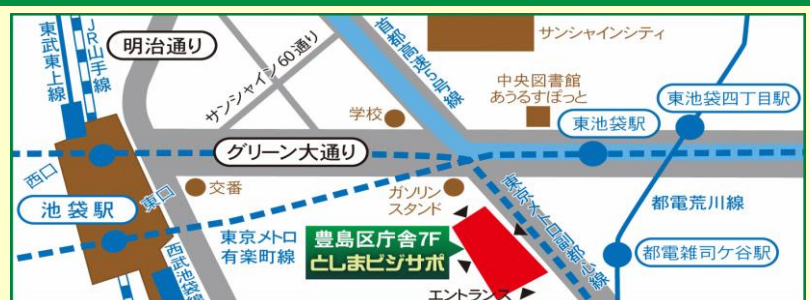 東武東上線
JR山手線
明治通り
サンシャイン60通り
首都高速5号線
サンシャインシティ
中央図書館
あうるすぽっと
学校
東池袋駅
東池袋四丁目駅
グリーン大通り
西口
池袋駅
東口
交番
ガソリン
スタンド
東京メトロ副都心線
都電荒川線
東京メトロ
有楽町線
豊島区庁舎7F
としまビジサポ
都電雑司ケ谷駅
西武池袋線
エントランス